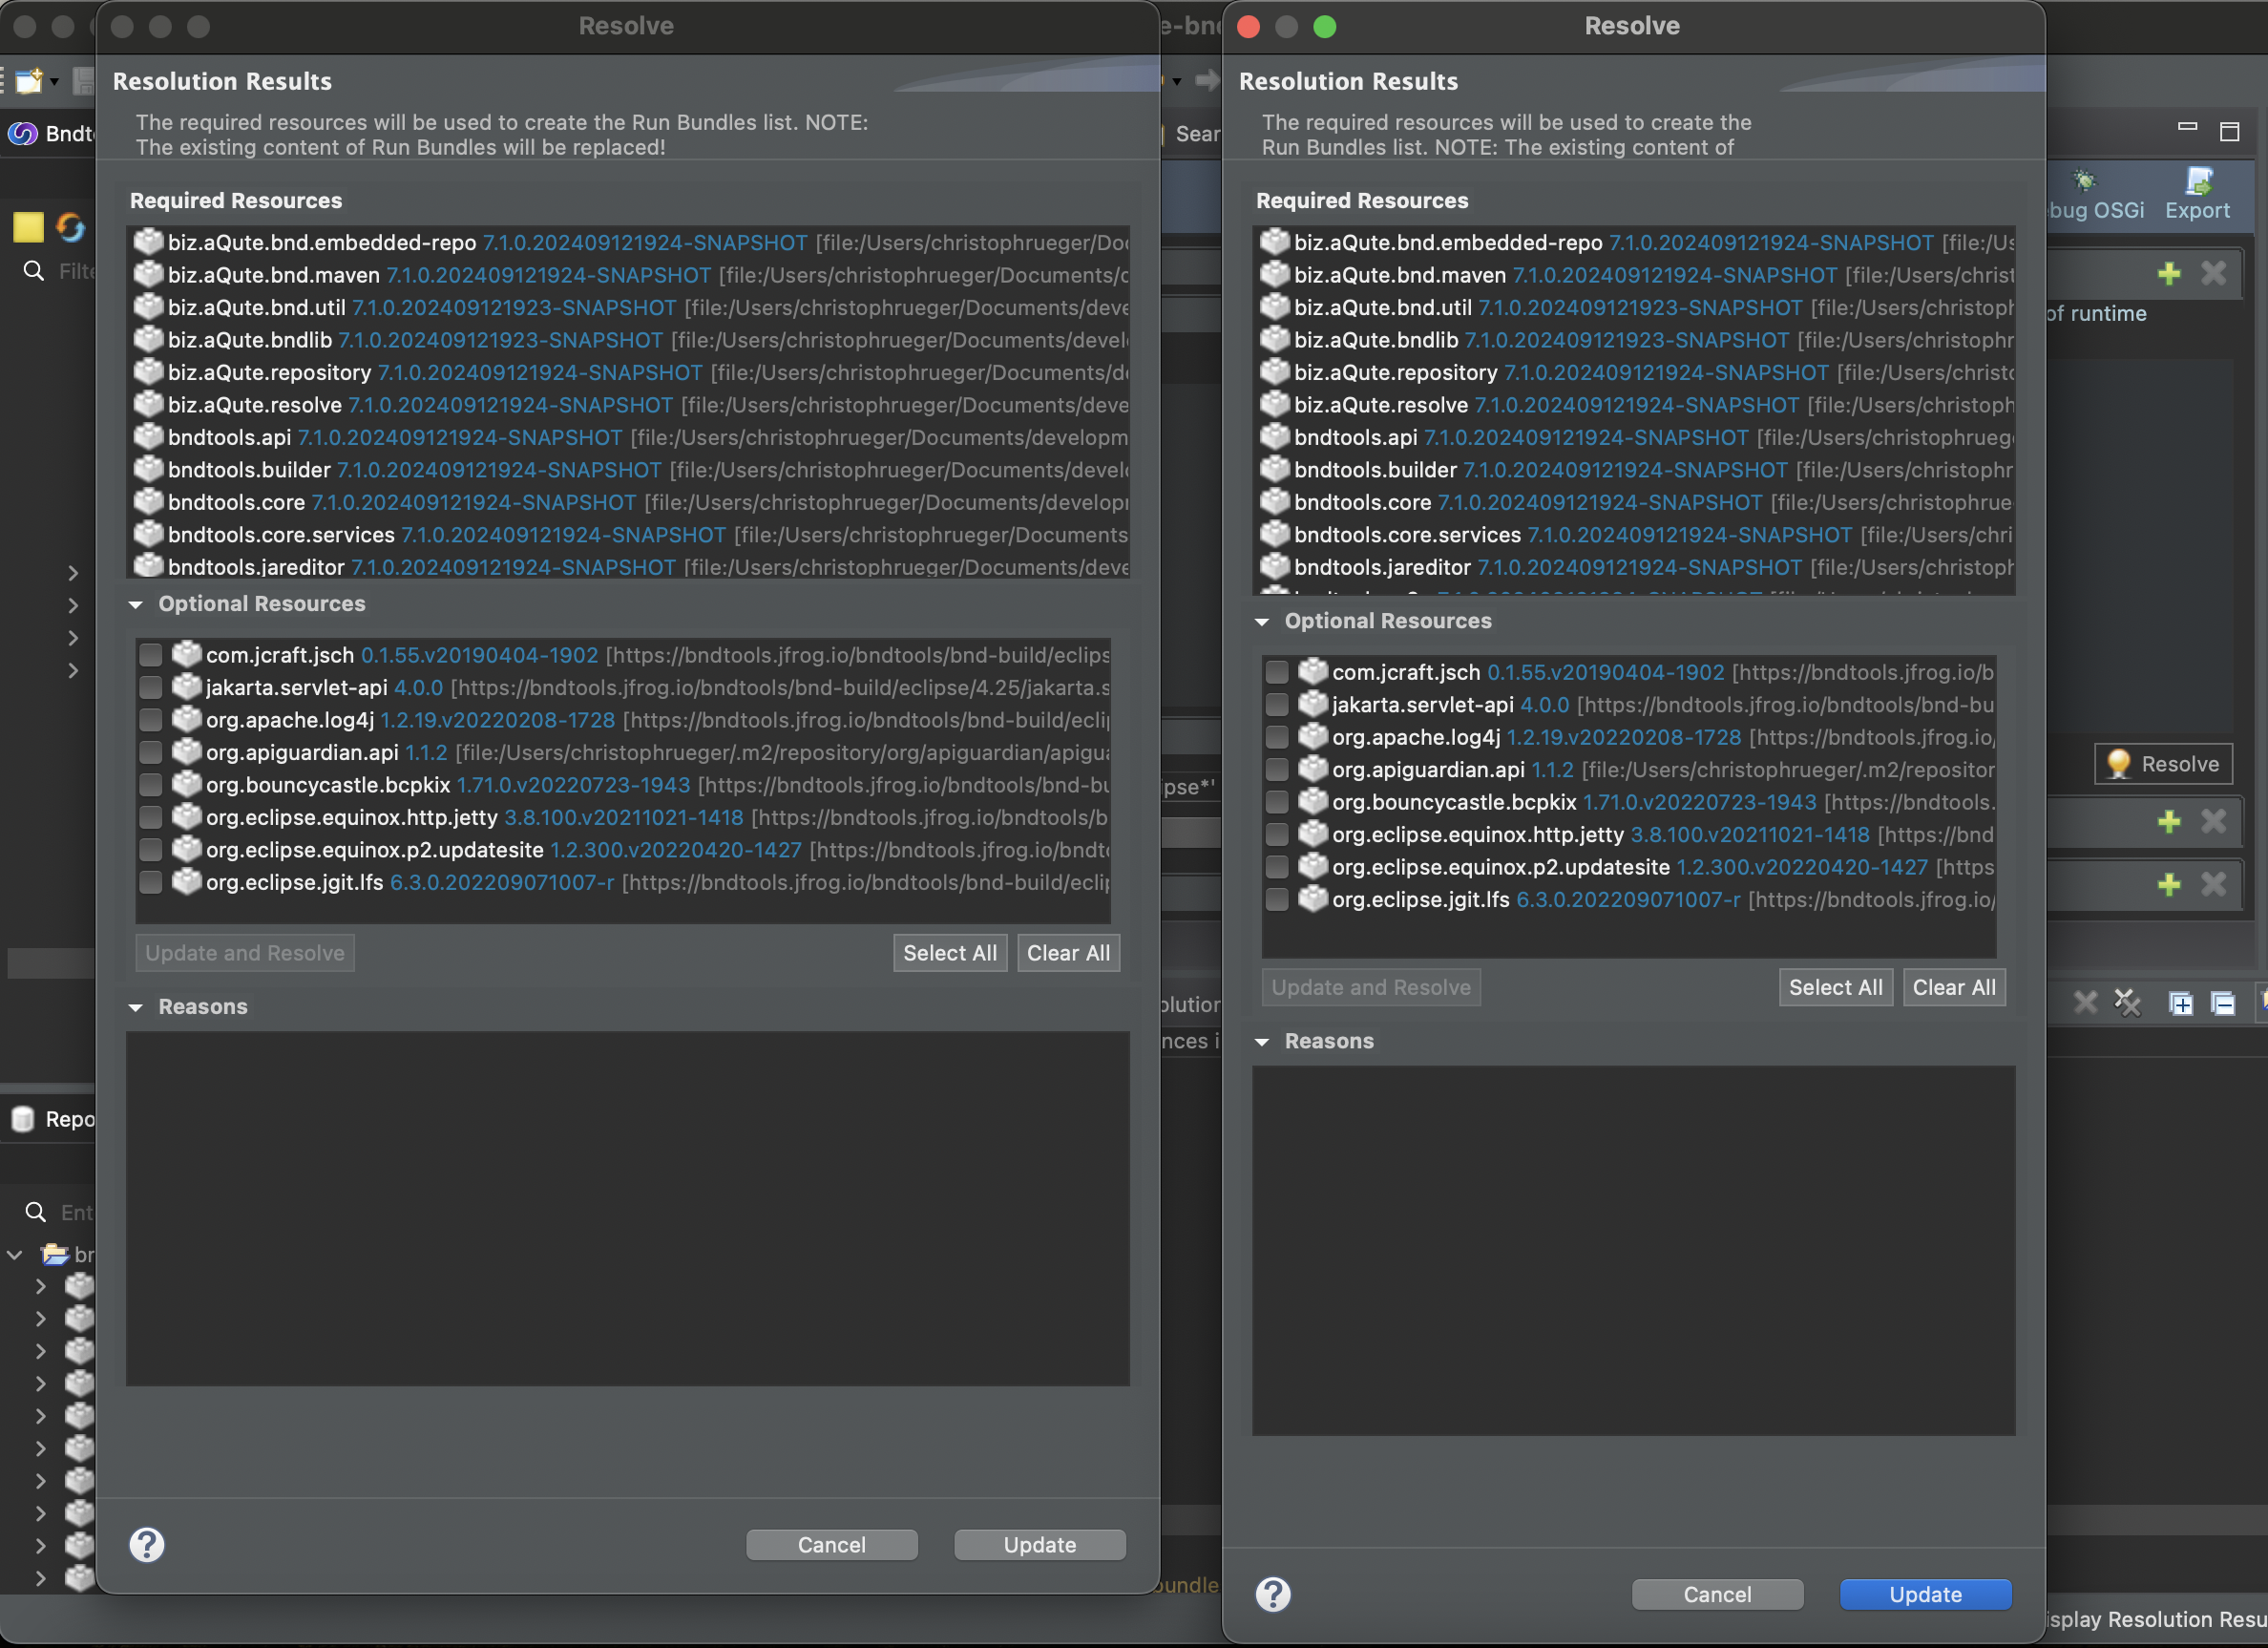 Resolve
Resolution Results
The required resources will be used to create the Run Bundles list. NOTE:
The existing content of Run Bundles will be replaced!
Required Resources
biz.aQute.bnd.embedded-repo 7.1.0.202409121924-SNAPSHOT [file:/Users/christophrueger/Do
biz.aQute.bnd.maven 7.1.0.202409121924-SNAPSHOT [file:/Users/christophrueger/Documents/
biz.aQute.bnd.util 7.1.0.202409121923-SNAPSHOT [file:/Users/christophrueger/Documents/deve
biz.aQute.bndlib 7.1.0.202409121923-SNAPSHOT [file:/Users/christophrueger/Documents/devel
biz.aQute.repository 7.1.0.202409121924-SNAPSHOT [file:/Users/christophrueger/Documents/d
biz.aQute.resolve 7.1.0.202409121924-SNAPSHOT [file:/Users/christophrueger/Documents/deve
bndtools.api 7.1.0.202409121924-SNAPSHOT [file:/Users/christophrueger/Documents/developm
bndtools.builder 7.1.0.202409121924-SNAPSHOT [file:/Users/christophrueger/Documents/devel
bndtools.core 7.1.0.202409121924-SNAPSHOT [file:/Users/christophrueger/Documents/develop
bndtools.core.services 7.1.0.202409121924-SNAPSHOT [file:/Users/christophrueger/Documents
bndtools.jareditor 7.1.0.202409121924-SNAPSHOT [file:/Users/christophrueger/Documents/deve
Optional Resources
com.jcraft.jsch 0.1.55.v20190404-1902 [https://bndtools.jfrog.io/bndtools/bnd-build/eclips
jakarta.servlet-api 4.0.0 [https://bndtools.jfrog.io/bndtools/bnd-build/eclipse/4.25/jakarta.s
org.apache.log4j 1.2.19.v20220208-1728 [https://bndtools.jfrog.io/bndtools/bnd-build/ecli
org.apiguardian.api 1.1.2 [file:/Users/christophrueger/.m2/repository/org/apiguardian/apigua
org.bouncycastle.bcpkix 1.71.0.v20220723-1943 [https://bndtools.jfrog.io/bndtools/bnd-bu
org.eclipse.equinox.http.jetty 3.8.100.v20211021-1418 [https://bndtools.jfrog.io/bndtools/b
org.eclipse.equinox.p2.updatesite 1.2.300.v20220420-1427 [https://bndtools.jfrog.io/bndt
org.eclipse.jgit.lfs 6.3.0.202209071007-r [https://bndtools.jfrog.io/bndtools/bnd-build/ecli
Update and Resolve Select All Clear All
Reasons
? Cancel Update
Resolve
Resolution Results
The required resources will be used to create the
Run Bundles list. NOTE: The existing content of
Required Resources
biz.aQute.bnd.embedded-repo 7.1.0.202409121924-SNAPSHOT [file:/Us
biz.aQute.bnd.maven 7.1.0.202409121924-SNAPSHOT [file:/Users/christ
biz.aQute.bnd.util 7.1.0.202409121923-SNAPSHOT [file:/Users/christoph
biz.aQute.bndlib 7.1.0.202409121923-SNAPSHOT [file:/Users/christophr
biz.aQute.repository 7.1.0.202409121924-SNAPSHOT [file:/Users/christ
biz.aQute.resolve 7.1.0.202409121924-SNAPSHOT [file:/Users/christoph
bndtools.api 7.1.0.202409121924-SNAPSHOT [file:/Users/christophrueg
bndtools.builder 7.1.0.202409121924-SNAPSHOT [file:/Users/christophr
bndtools.core 7.1.0.202409121924-SNAPSHOT [file:/Users/christophrue
bndtools.core.services 7.1.0.202409121924-SNAPSHOT [file:/Users/chri
bndtools.jareditor 7.1.0.202409121924-SNAPSHOT [file:/Users/christoph
Optional Resources
com.jcraft.jsch 0.1.55.v20190404-1902 [https://bndtools.jfrog.io/b
jakarta.servlet-api 4.0.0 [https://bndtools.jfrog.io/bndtools/bnd-bu
org.apache.log4j 1.2.19.v20220208-1728 [https://bndtools.jfrog.io/
org.apiguardian.api 1.1.2 [file:/Users/christophrueger/.m2/repositor
org.bouncycastle.bcpkix 1.71.0.v20220723-1943 [https://bndtools.
org.eclipse.equinox.http.jetty 3.8.100.v20211021-1418 [https://bnd
org.eclipse.equinox.p2.updatesite 1.2.300.v20220420-1427 [https
org.eclipse.jgit.lfs 6.3.0.202209071007-r [https://bndtools.jfrog.io/
Update and Resolve Select All Clear All
Reasons
? Cancel Update
Bndt
Filte
Repo
Ent
br
e-bnd
Sear
ipse*'
olution
nces i
bundle
bug OSGi Export
of runtime
Resolve
isplay Resolution Resu